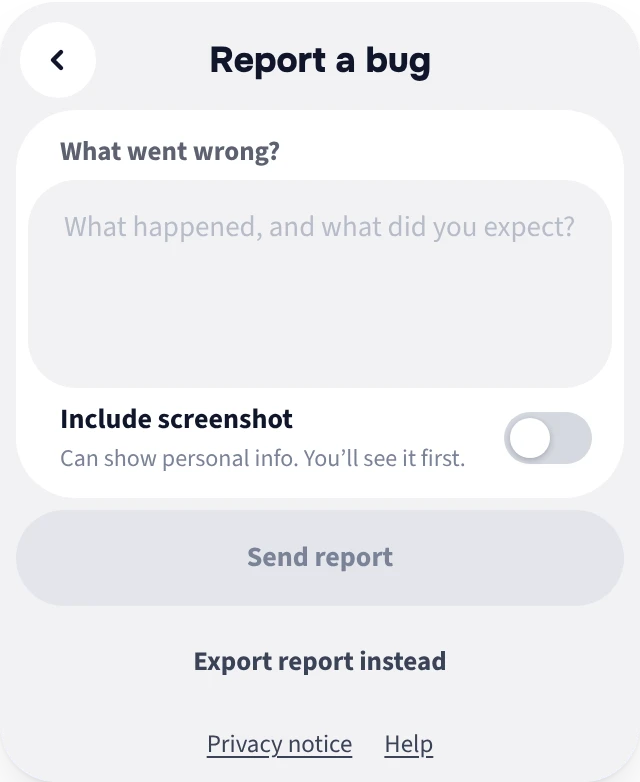 Report a bug
What went wrong?
What happened, and what did you expect?
Include screenshot
Can show personal info. You’ll see it first.
Send report
Export report instead
Privacy notice Help